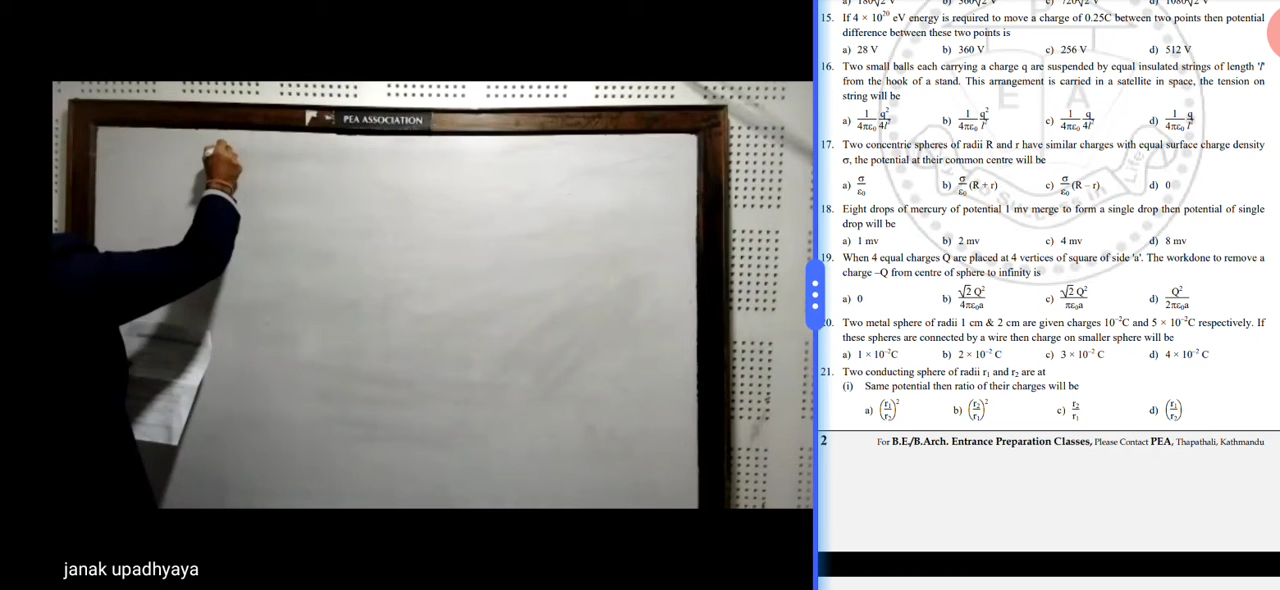 PEA ASSOCIATION
janak upadhyaya
15. If 4 × 10²⁰ eV energy is required to move a charge of 0.25C between two points then potential
difference between these two points is
a) 28 V b) 360 V c) 256 V d) 512 V
16. Two small balls each carrying a charge q are suspended by equal insulated strings of length 'l'
from the hook of a stand. This arrangement is carried in a satellite in space, the tension on
string will be
a) 1/4πε₀ q²/4l² b) 1/4πε₀ q²/l² c) 1/4πε₀ q²/4l² d) 1/4πε₀ q/l²
17. Two concentric spheres of radii R and r have similar charges with equal surface charge density
σ, the potential at their common centre will be
a) σ/ε₀ b) σ/ε₀ (R + r) c) σ/ε₀ (R − r) d) 0
18. Eight drops of mercury of potential 1 mv merge to form a single drop then potential of single
drop will be
a) 1 mv b) 2 mv c) 4 mv d) 8 mv
19. When 4 equal charges Q are placed at 4 vertices of square of side 'a'. The workdone to remove a
charge –Q from centre of sphere to infinity is
a) 0 b) √2 Q²/4πε₀a c) √2 Q²/πε₀a d) Q²/2πε₀a
0. Two metal sphere of radii 1 cm & 2 cm are given charges 10⁻²C and 5 × 10⁻²C respectively. If
these spheres are connected by a wire then charge on smaller sphere will be
a) 1 × 10⁻²C b) 2 × 10⁻² C c) 3 × 10⁻² C d) 4 × 10⁻² C
21. Two conducting sphere of radii r₁ and r₂ are at
(i) Same potential then ratio of their charges will be
a) (r₁/r₂)² b) (r₂/r₁)² c) r₂/r₁ d) (r₁/r₂)
2 For B.E./B.Arch. Entrance Preparation Classes, Please Contact PEA, Thapathali, Kathmandu